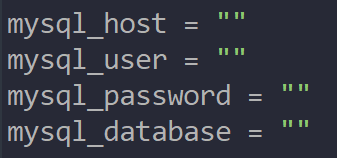 mysql_host = ""
mysql_user = ""
mysql_password = ""
mysql_database = ""